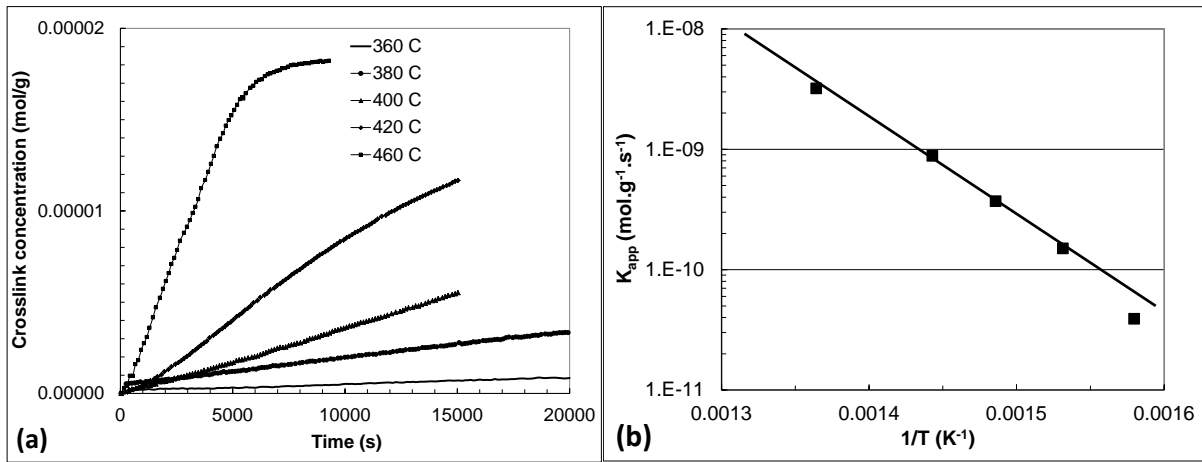 0.00002
0.00001
0.00000
Crosslink concentration (mol/g)
360 C
380 C
400 C
420 C
460 C
0
5000
10000
15000
20000
Time (s)
(a)
1.E-08
1.E-09
1.E-10
1.E-11
K_app (mol.g⁻¹.s⁻¹)
0.0013
0.0014
0.0015
0.0016
1/T (K⁻¹)
(b)